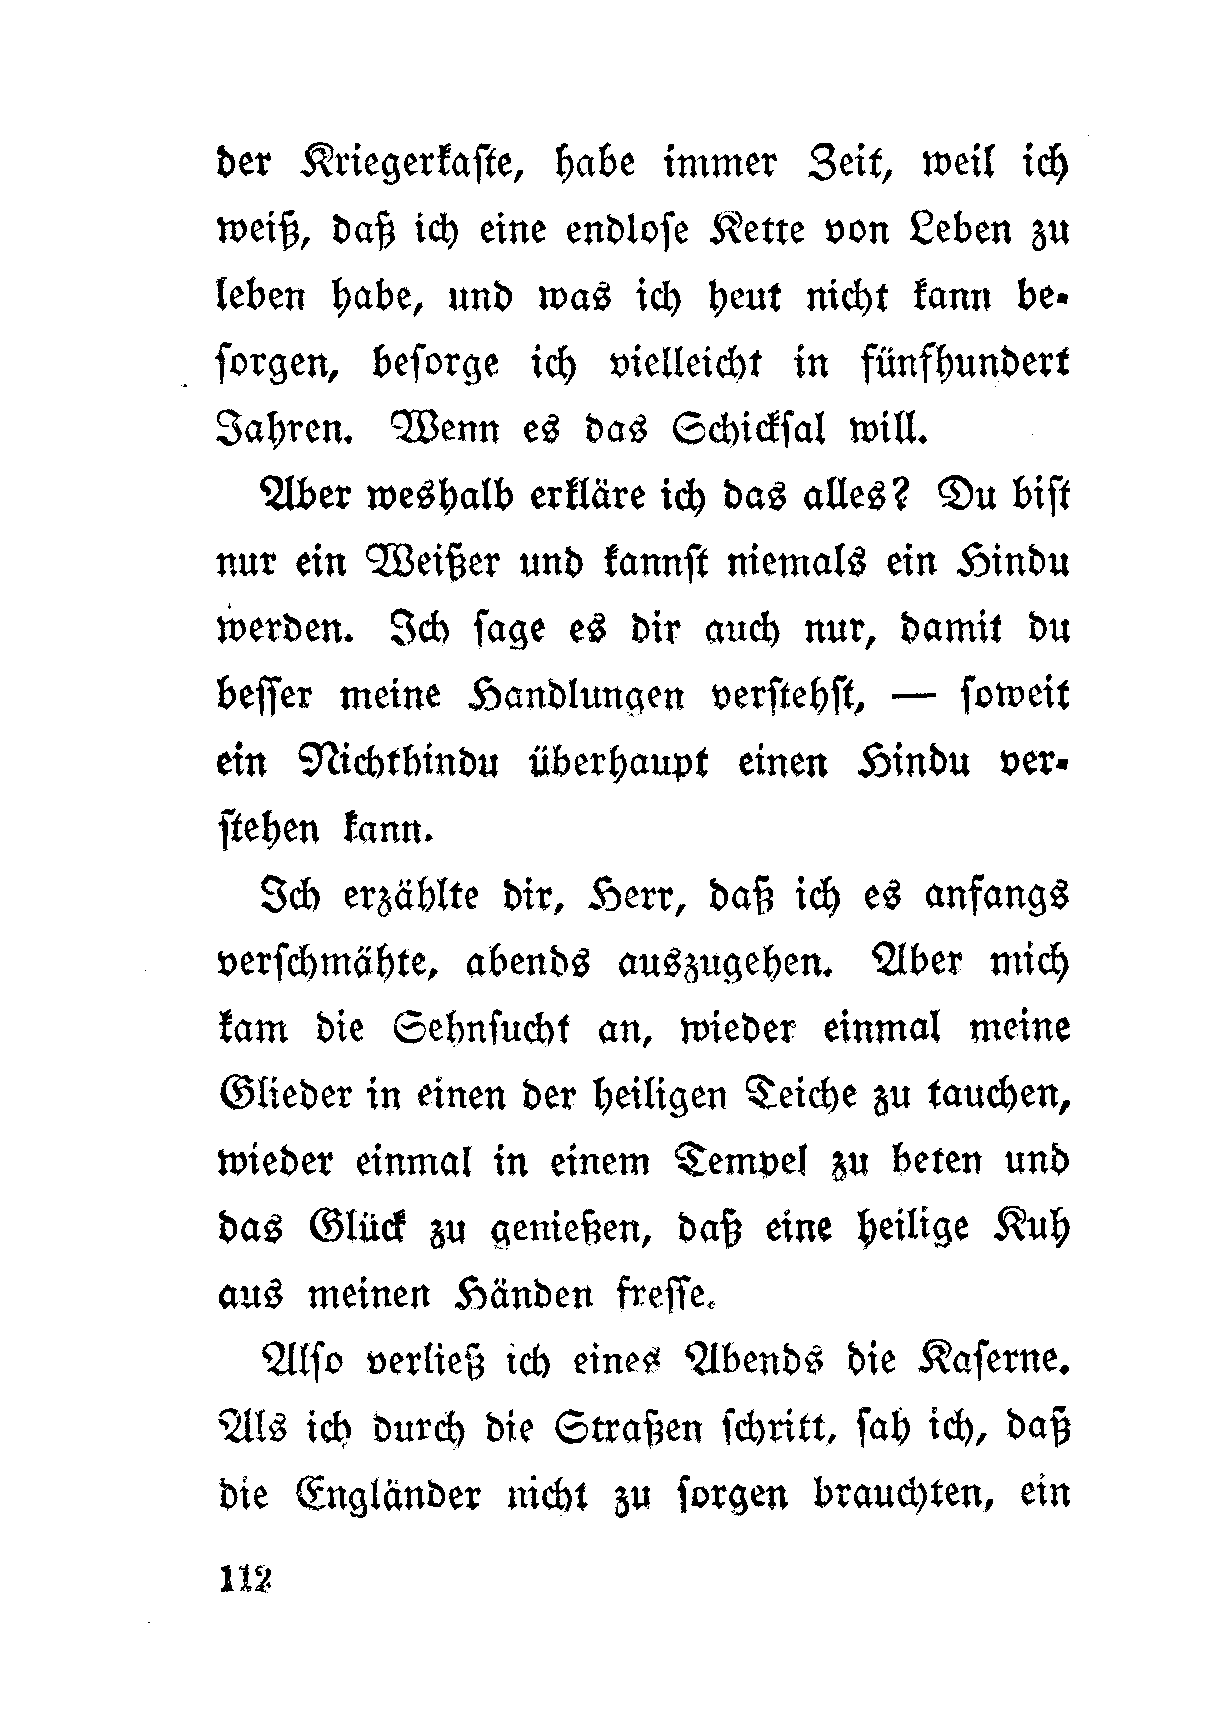 der Kriegerkaste, habe immer Zeit, weil ich
weiß, daß ich eine endlose Kette von Leben zu
leben habe, und was ich heut nicht kann be-
sorgen, besorge ich vielleicht in fünfhundert
Jahren. Wenn es das Schicksal will.
Aber weshalb erkläre ich das alles? Du bist
nur ein Weißer und kannst niemals ein Hindu
werden. Ich sage es dir auch nur, damit du
besser meine Handlungen verstehst, — soweit
ein Nichthindu überhaupt einen Hindu ver-
stehen kann.
Ich erzählte dir, Herr, daß ich es anfangs
verschmähte, abends auszugehen. Aber mich
kam die Sehnsucht an, wieder einmal meine
Glieder in einen der heiligen Teiche zu tauchen,
wieder einmal in einem Tempel zu beten und
das Glück zu genießen, daß eine heilige Kuh
aus meinen Händen fresse.
Also verließ ich eines Abends die Kaserne.
Als ich durch die Straßen schritt, sah ich, daß
die Engländer nicht zu sorgen brauchten, ein
112